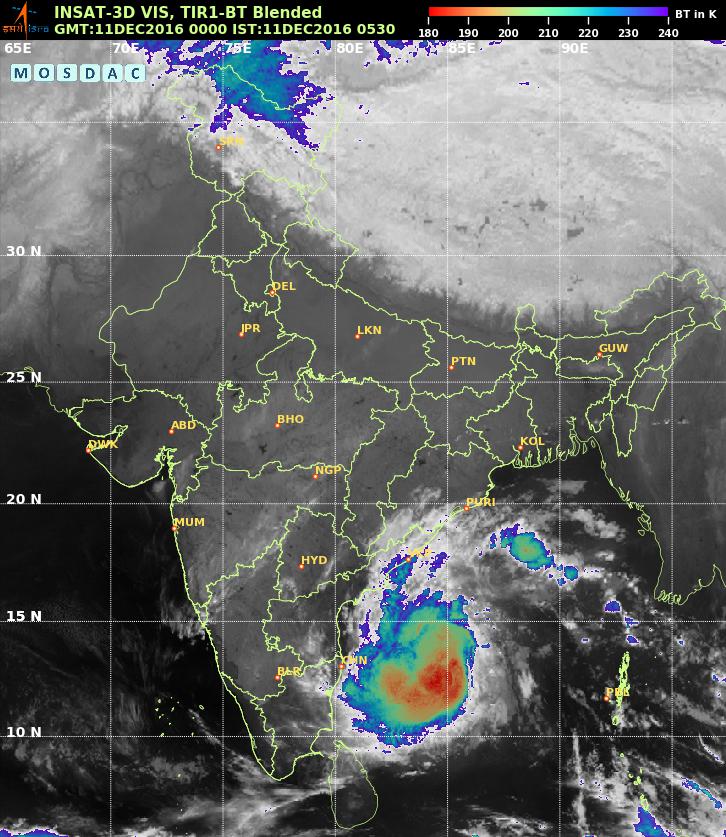 INSAT-3D VIS, TIR1-BT Blended
GMT:11DEC2016 0000 IST:11DEC2016 0530
BT in K
180 190 200 210 220 230 240
65E 70E 75E 80E 85E 90E
M O S D A C
SRN
30 N
DEL
JPR
LKN
GUW
PTN
25 N
BHO
ABD
KOL
DWK
NGP
20 N
PURI
MUM
HYD
15 N
CHN
BLR
PBL
10 N